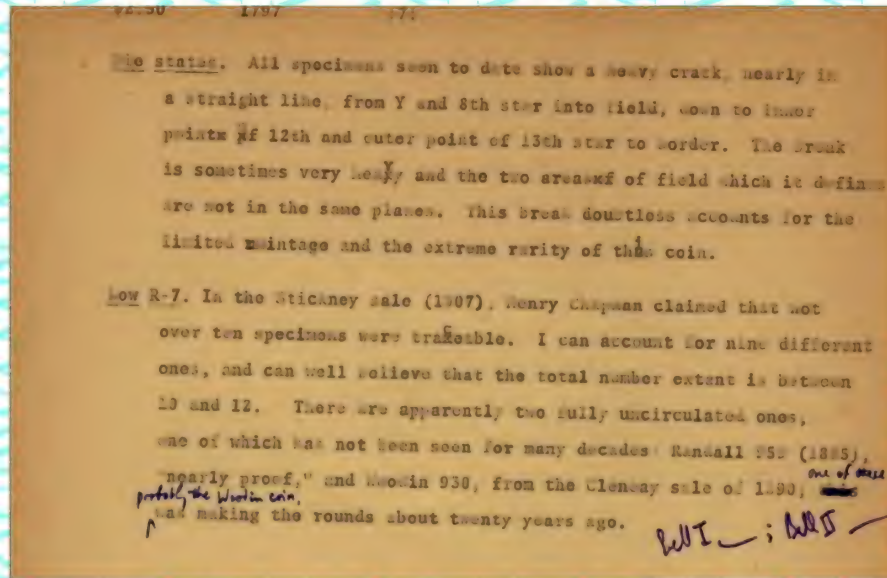 $2.50 1797
Die states. All specimens seen to date show a heavy crack, nearly in
a straight line, from Y and 8th star into field, down to inner
points of 12th and outer point of 13th star to border. The break
is sometimes very heavy and the two areas of field which it defines
are not in the same planes. This break doubtless accounts for the
limited mintage and the extreme rarity of this coin.
Low R-7. In the Stickney sale (1907), Henry Chapman claimed that not
over ten specimens were traceable. I can account for nine different
ones, and can well believe that the total number extant is between
10 and 12. There are apparently two fully uncirculated ones,
one of which has not been seen for many decades Randall (1885),
one of these
"nearly proof," and Woodin 930, from the Cleneay sale of 1890;
probably the Woodin coin,
was making the rounds about twenty years ago.
Bell I ; Bell II